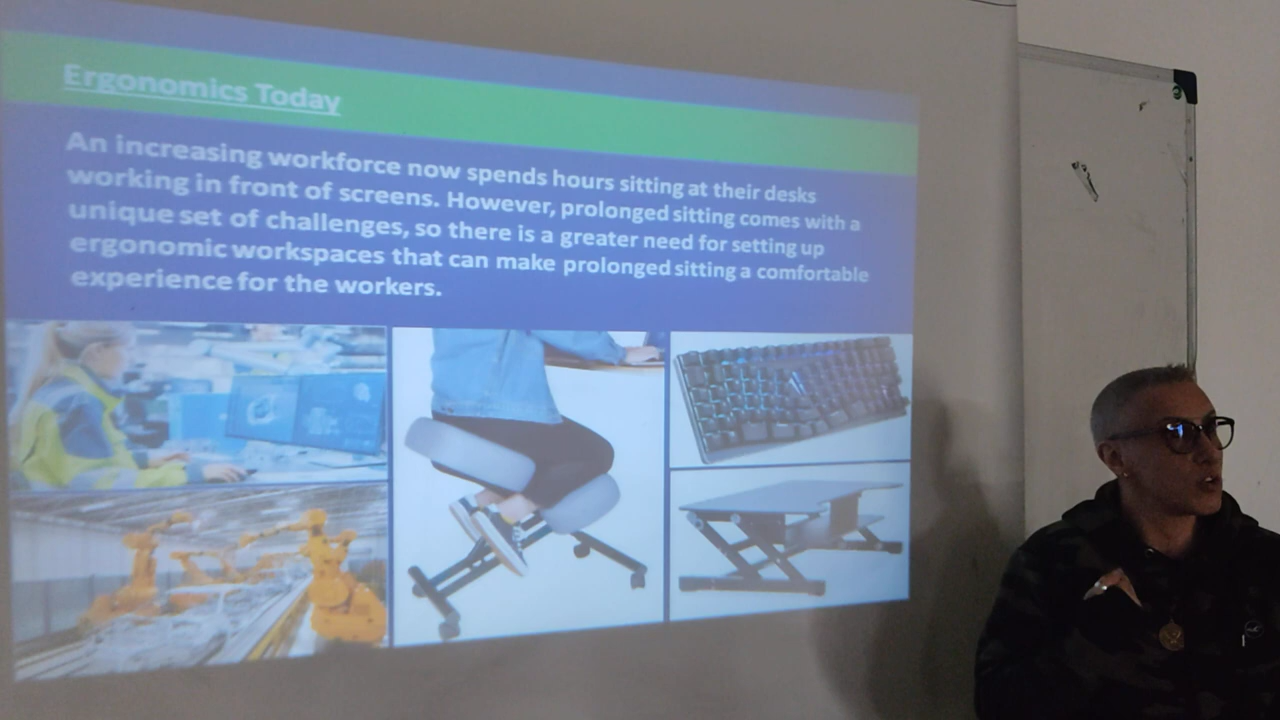 Ergonomics Today
An increasing workforce now spends hours sitting at their desks
working in front of screens. However, prolonged sitting comes with a
unique set of challenges, so there is a greater need for setting up
ergonomic workspaces that can make prolonged sitting a comfortable
experience for the workers.